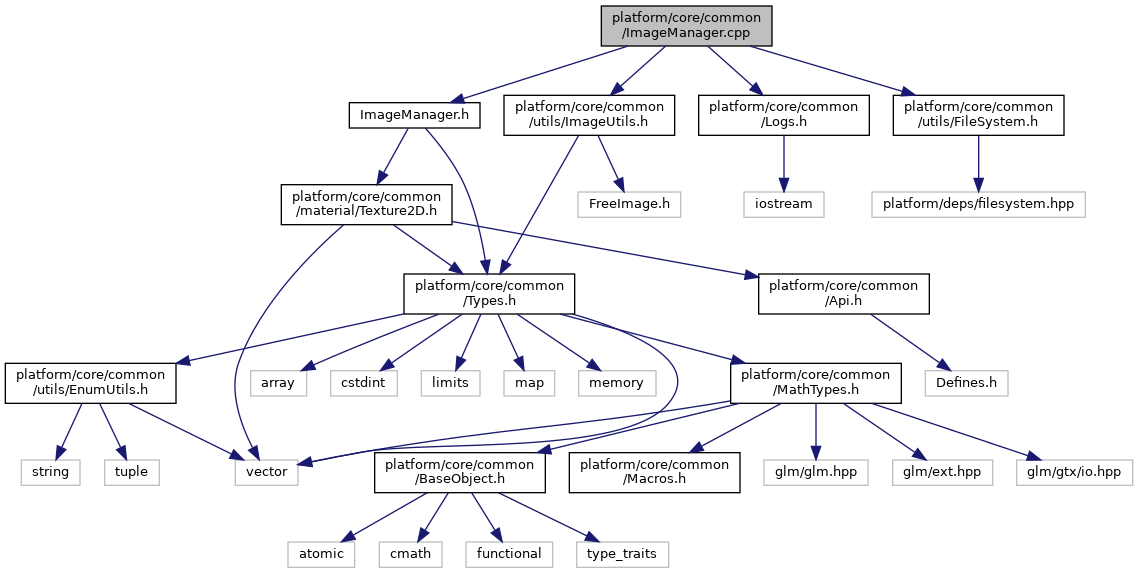 platform/core/common
/ImageManager.cpp
ImageManager.h
platform/core/common
/utils/ImageUtils.h
platform/core/common
/Logs.h
platform/core/common
/utils/FileSystem.h
platform/core/common
/material/Texture2D.h
FreeImage.h
iostream
platform/deps/filesystem.hpp
platform/core/common
/Types.h
platform/core/common
/Api.h
platform/core/common
/utils/EnumUtils.h
array
cstdint
limits
map
memory
platform/core/common
/MathTypes.h
Defines.h
string
tuple
vector
platform/core/common
/BaseObject.h
platform/core/common
/Macros.h
glm/glm.hpp
glm/ext.hpp
glm/gtx/io.hpp
atomic
cmath
functional
type_traits